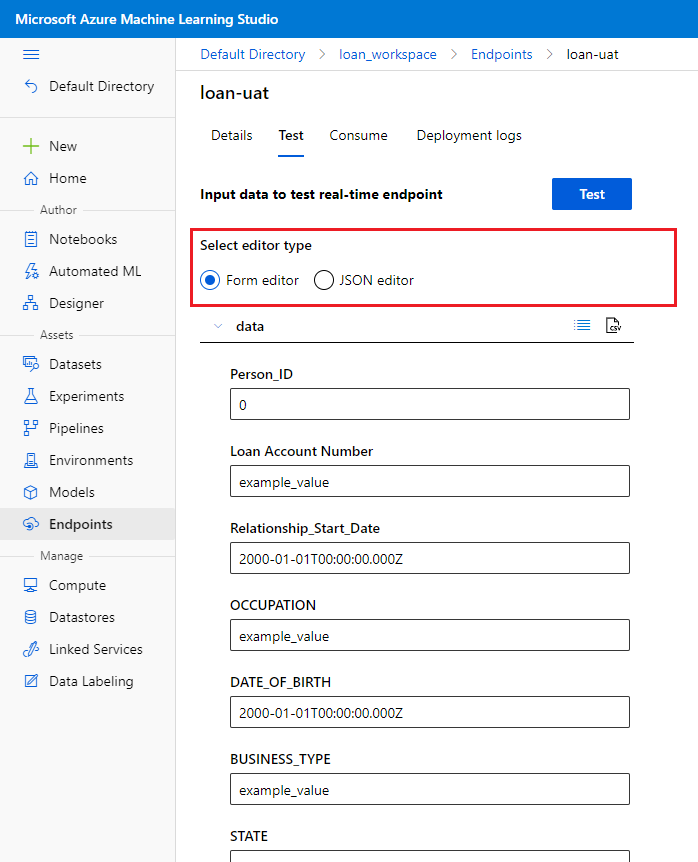 Microsoft Azure Machine Learning Studio
Default Directory
New
Home
Author
Notebooks
Automated ML
Designer
Assets
Datasets
Experiments
Pipelines
Environments
Models
Endpoints
Manage
Compute
Datastores
Linked Services
Data Labeling
Default Directory > loan_workspace > Endpoints > loan-uat
loan-uat
Details Test Consume Deployment logs
Input data to test real-time endpoint Test
Select editor type
Form editor JSON editor
data CSV
Person_ID
0
Loan Account Number
example_value
Relationship_Start_Date
2000-01-01T00:00:00.000Z
OCCUPATION
example_value
DATE_OF_BIRTH
2000-01-01T00:00:00.000Z
BUSINESS_TYPE
example_value
STATE